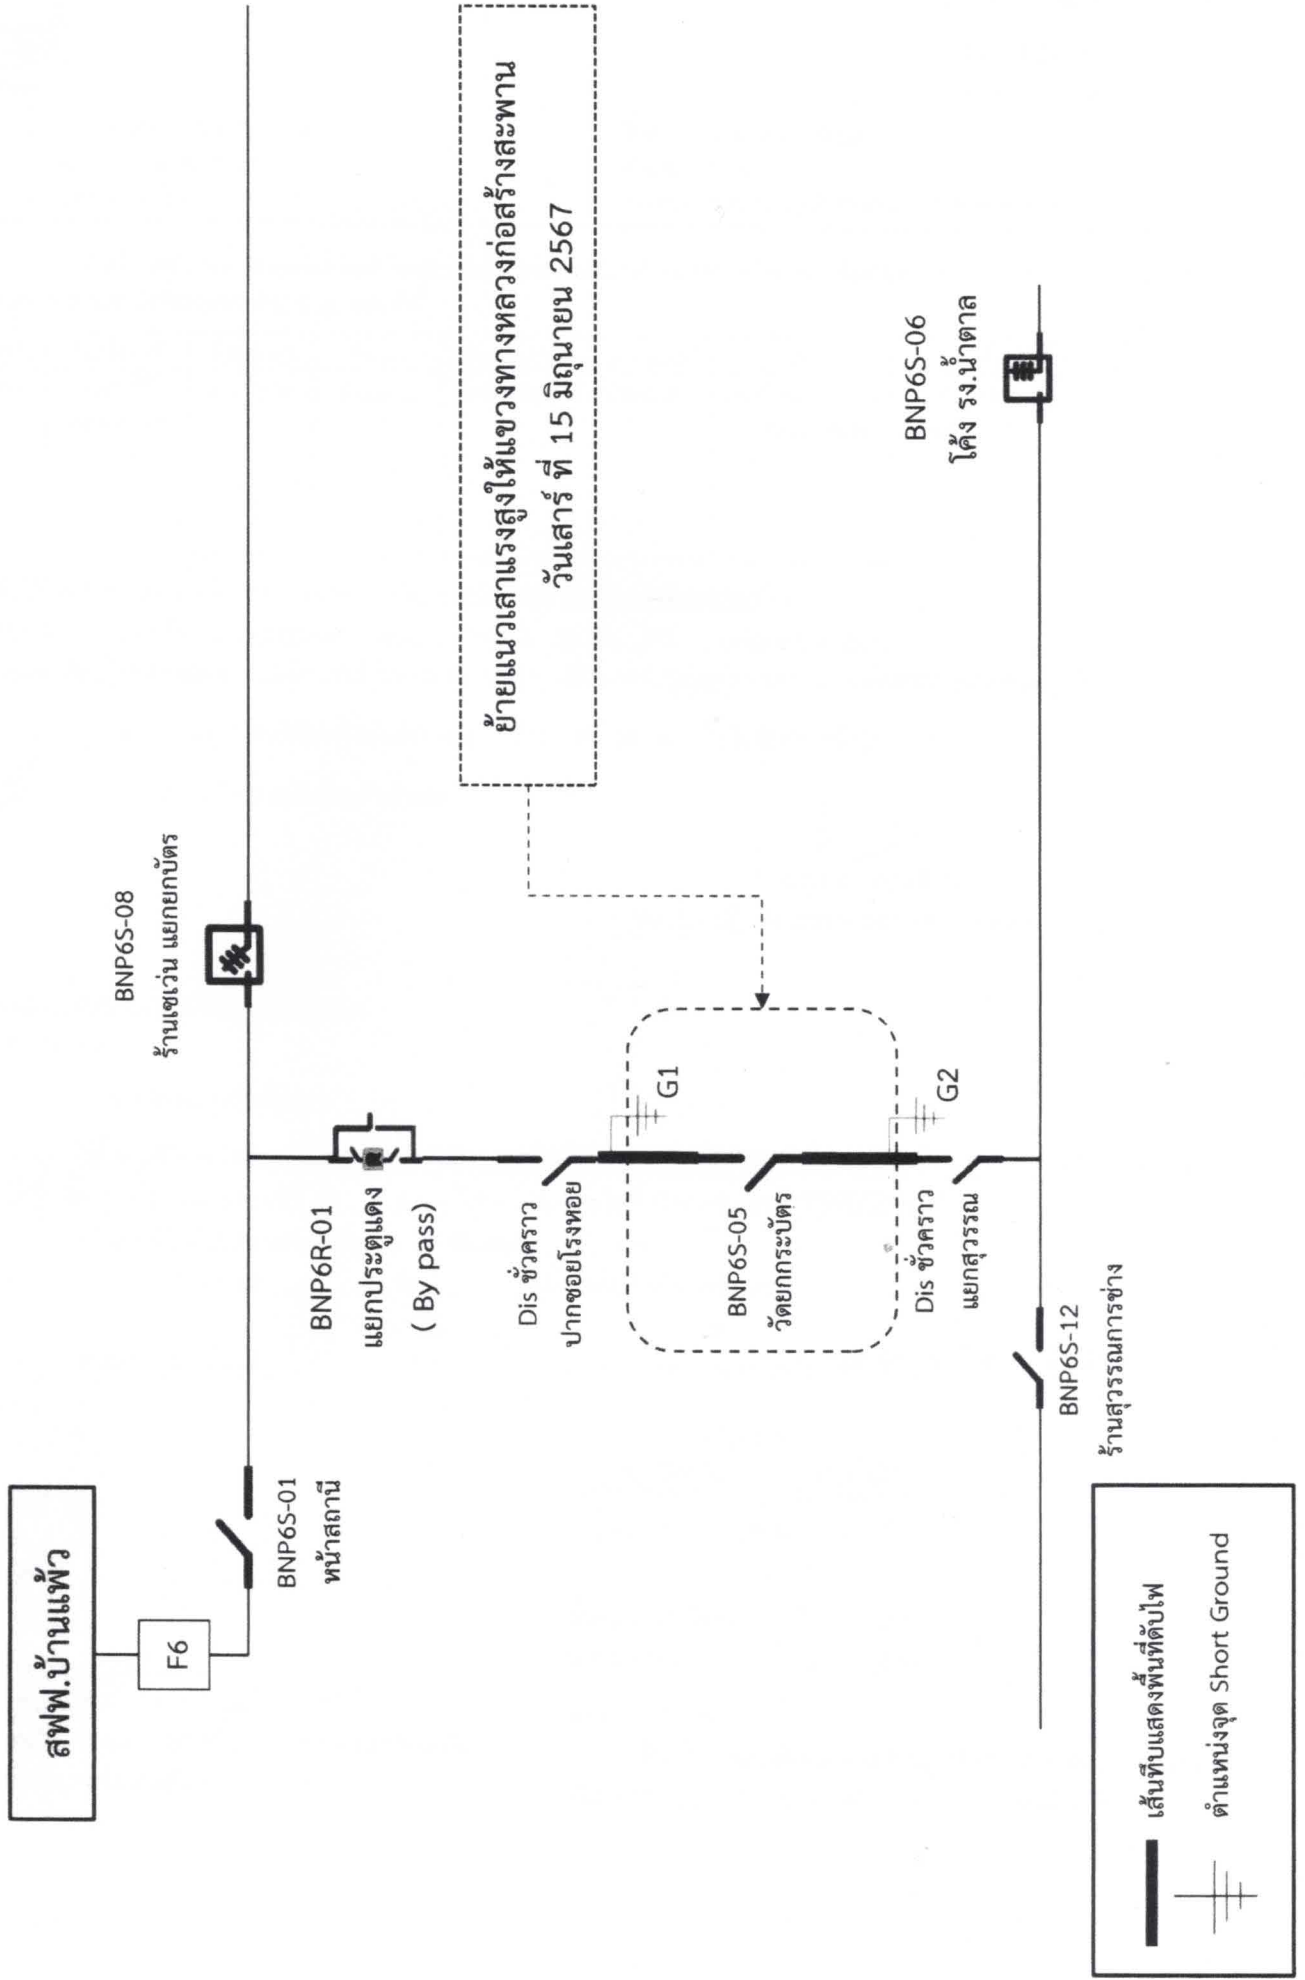 สฟฟ.บ้านแพ้ว
F6
BNP6S-01
หน้าสถานี
BNP6S-08
ร้านเซเว่น แยกยกบัตร
BNP6R-01
แยกประตูแดง
( By pass)
Dis ชั่วคราว
ปากซอยโรงหอย
G1
BNP6S-05
วัดยกกระบัตร
G2
Dis ชั่วคราว
แยกสุวรรณ
ย้ายแนวเสาแรงสูงให้แขวงทางหลวงก่อสร้างสะพาน
วันเสาร์ ที่ 15 มิถุนายน 2567
BNP6S-06
โค้ง รง.น้ำตาล
BNP6S-12
ร้านสุวรรณการช่าง
เส้นทึบแสดงพื้นที่ดับไฟ
ตำแหน่งจุด Short Ground